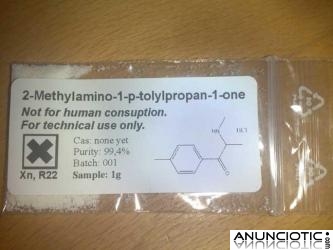 2-Methylamino-1-p-tolylpropan-1-one
Not for human consuption.
For technical use only.
Cas: none yet
Purity: 99,4%
Batch: 001
Xn, R22
Sample: 1g
HCl
O
ANUNCIOTIC.com